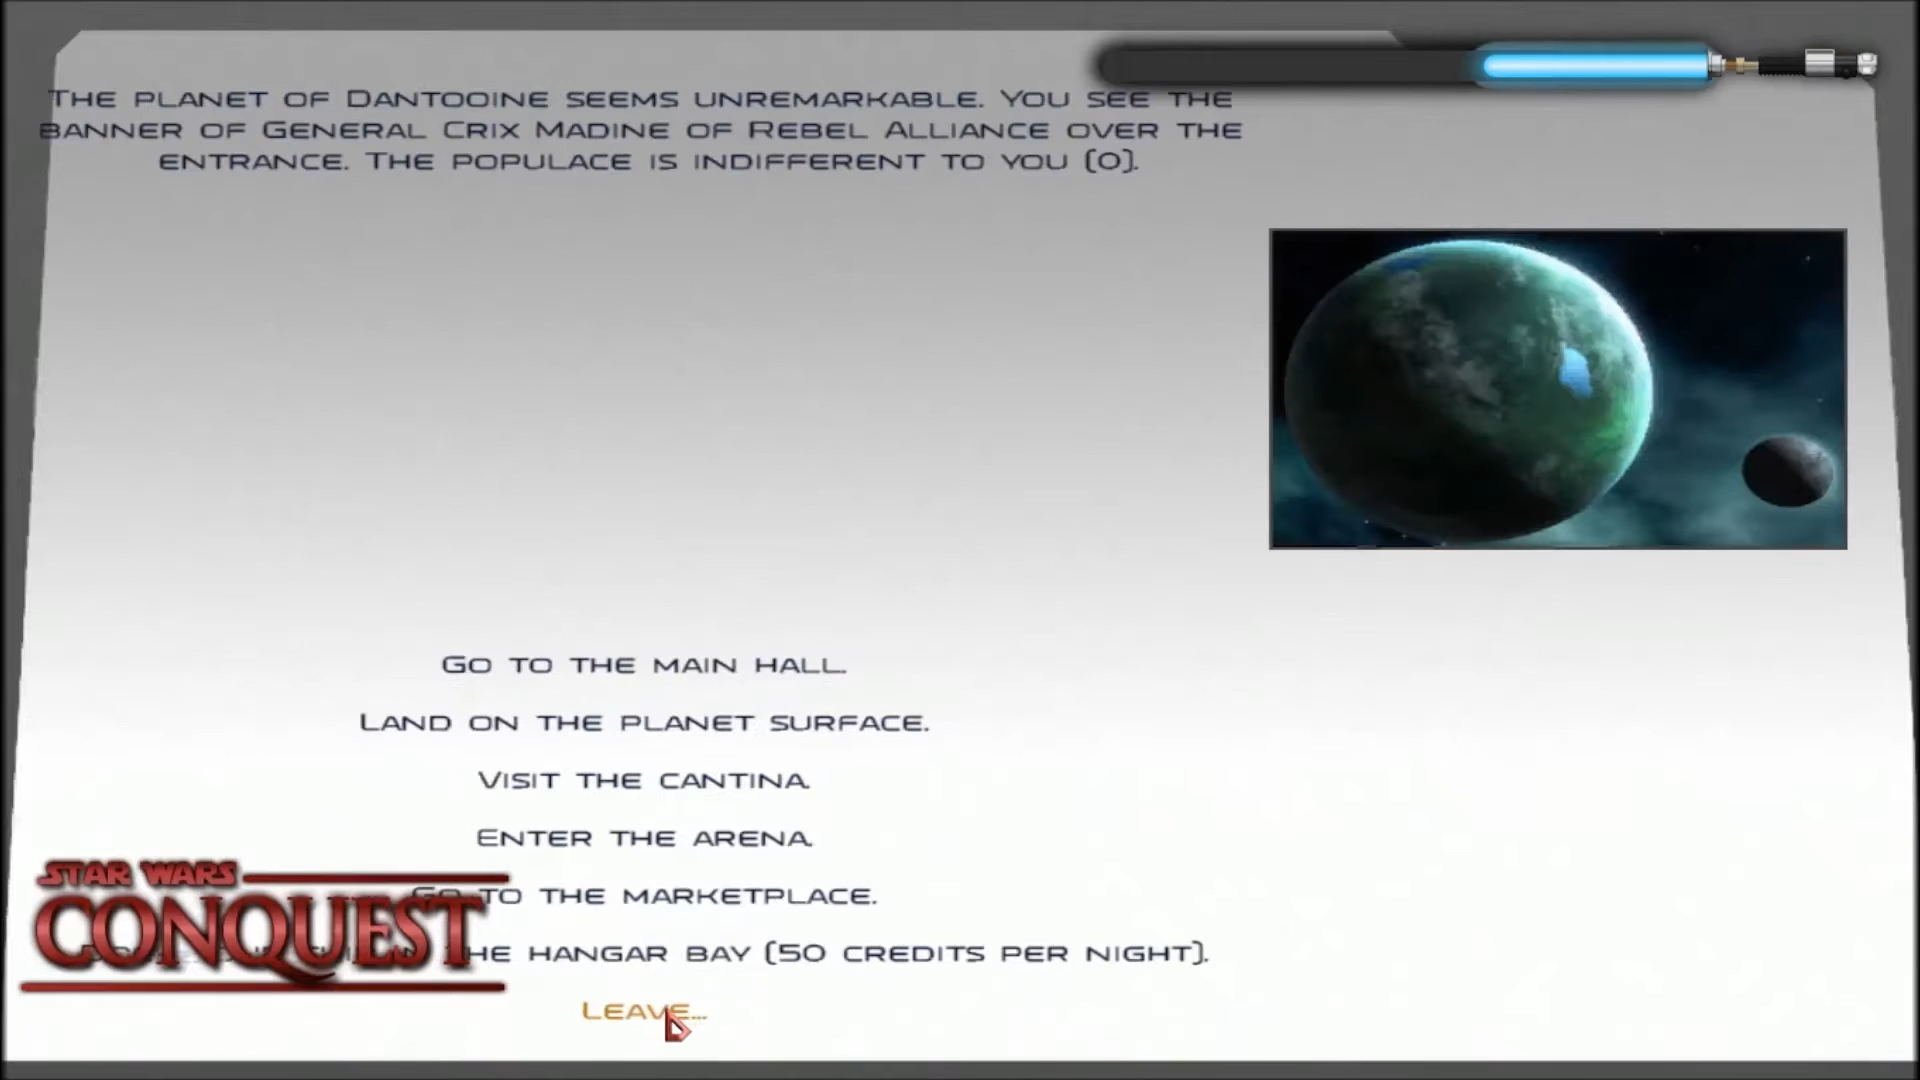 The planet of Dantooine seems unremarkable. You see the
banner of General Crix Madine of Rebel Alliance over the
entrance. The populace is indifferent to you (0).
Go to the main hall.
Land on the planet surface.
Visit the cantina.
Enter the arena.
Go to the marketplace.
the hangar bay (50 credits per night).
Leave...
STAR WARS
CONQUEST